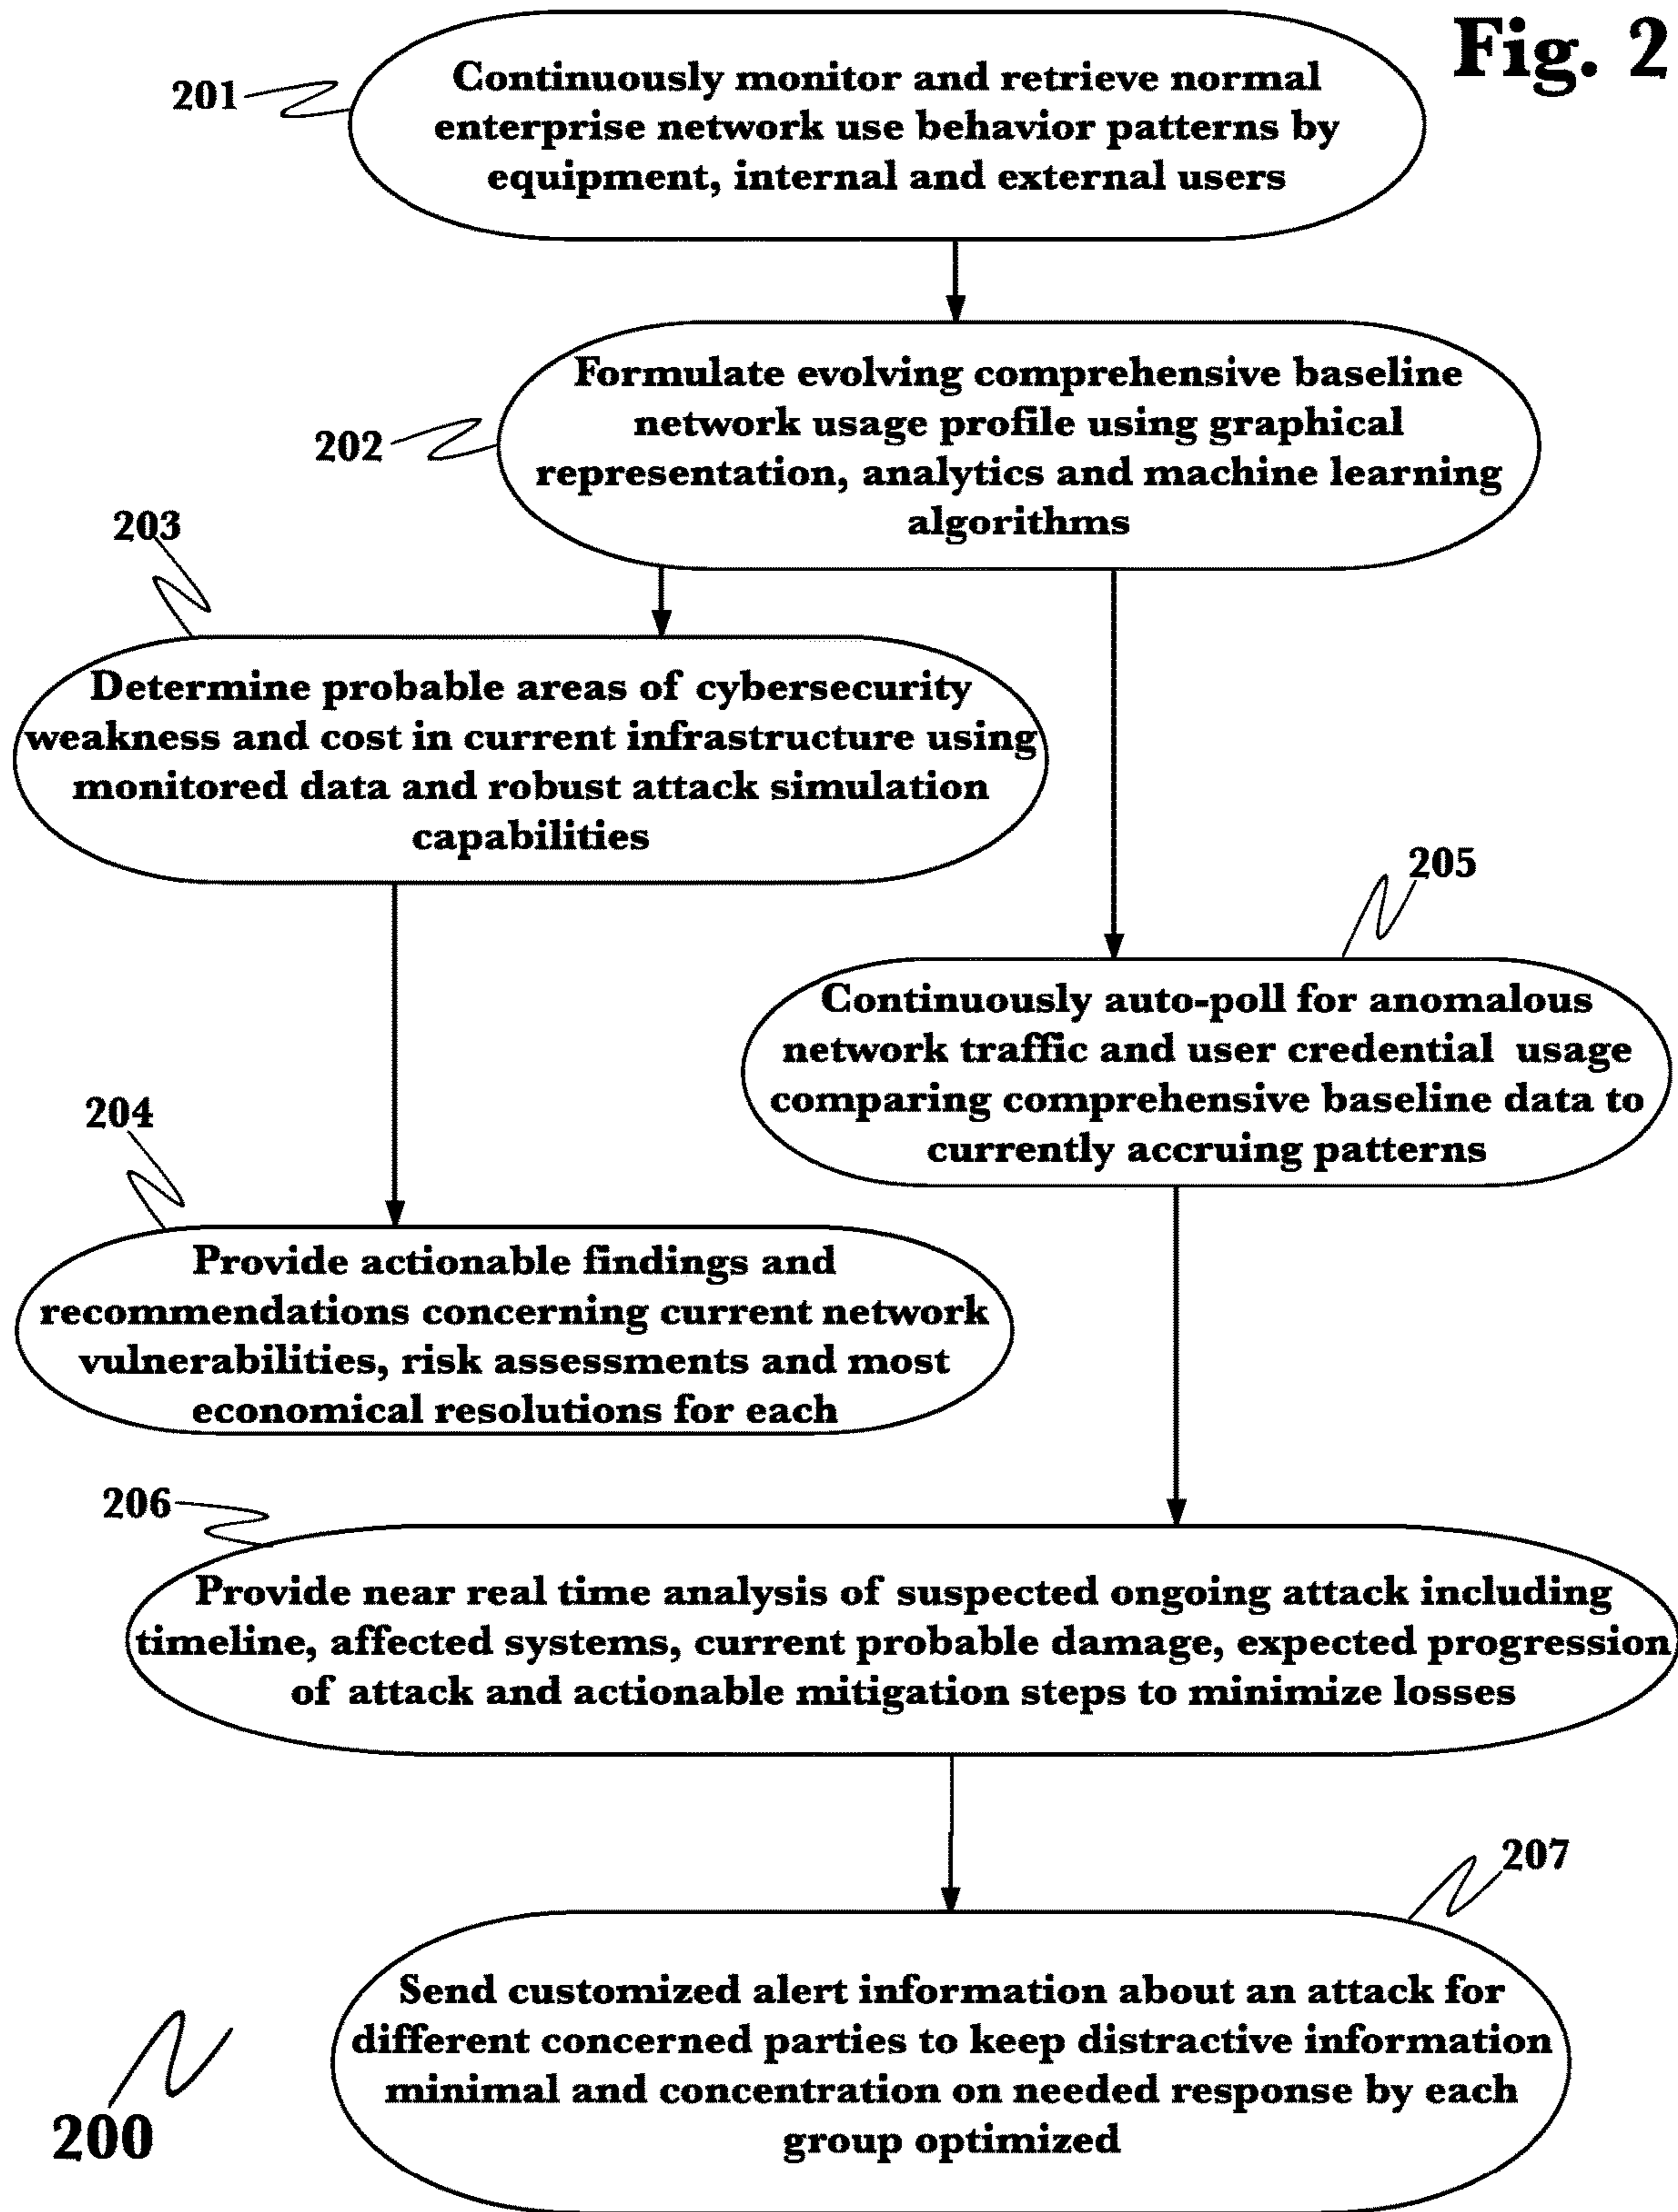 Fig. 2
201
Continuously monitor and retrieve normal
enterprise network use behavior patterns by
equipment, internal and external users
202
Formulate evolving comprehensive baseline
network usage profile using graphical
representation, analytics and machine learning
algorithms
203
Determine probable areas of cybersecurity
weakness and cost in current infrastructure using
monitored data and robust attack simulation
capabilities
205
Continuously auto-poll for anomalous
network traffic and user credential usage
comparing comprehensive baseline data to
currently accruing patterns
204
Provide actionable findings and
recommendations concerning current network
vulnerabilities, risk assessments and most
economical resolutions for each
206
Provide near real time analysis of suspected ongoing attack including
timeline, affected systems, current probable damage, expected progression
of attack and actionable mitigation steps to minimize losses
207
Send customized alert information about an attack for
different concerned parties to keep distractive information
minimal and concentration on needed response by each
group optimized
200